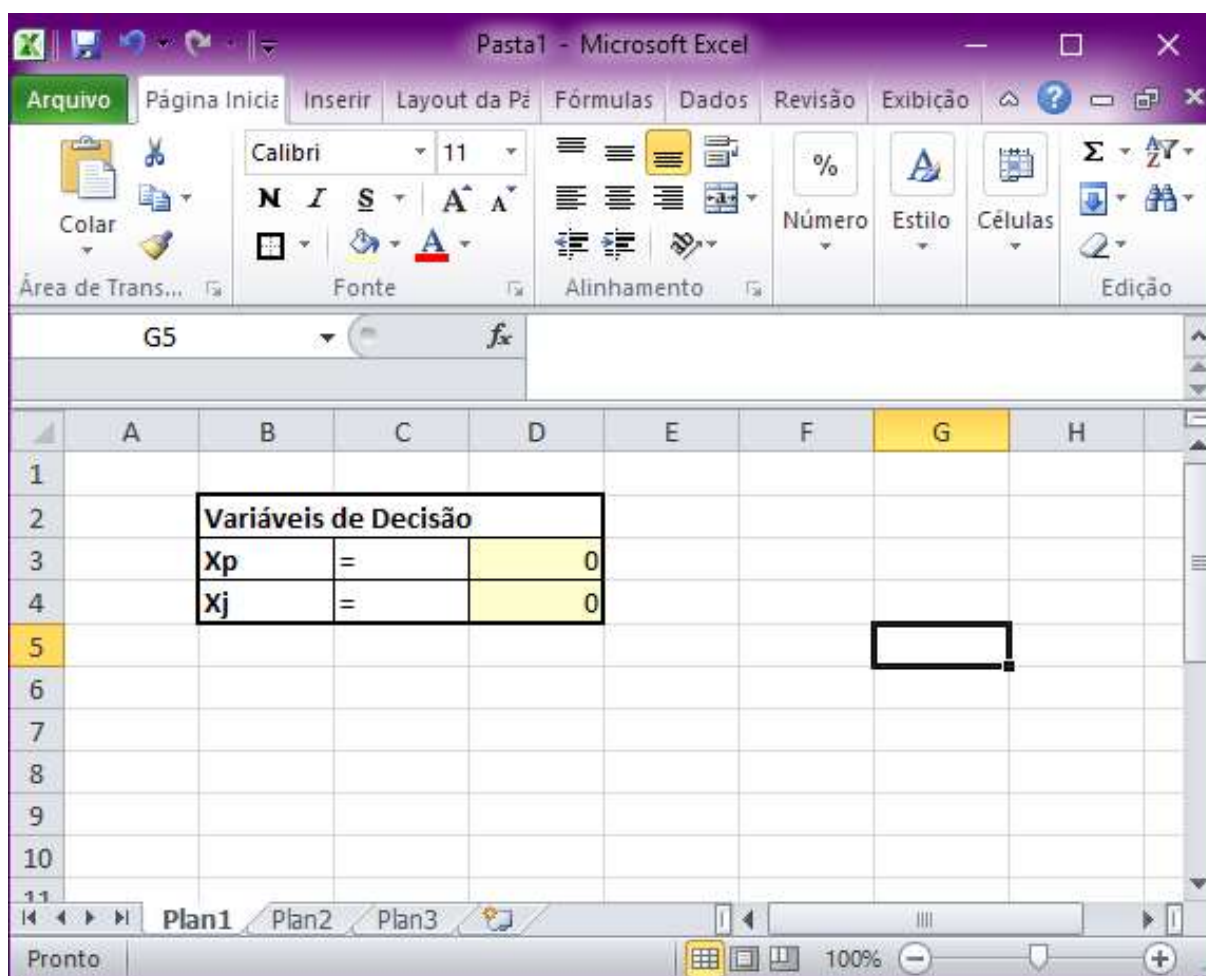 Pasta1 - Microsoft Excel
Arquivo Página Inicia Inserir Layout da Pá Fórmulas Dados Revisão Exibição
Calibri 11
% 
Colar N I S A A Número Estilo Células
Área de Trans... Fonte Alinhamento Edição
G5 fx
A B C D E F G H
1
2 Variáveis de Decisão
3 Xp = 0
4 Xj = 0
5
6
7
8
9
10
11
Plan1 Plan2 Plan3
Pronto 100%